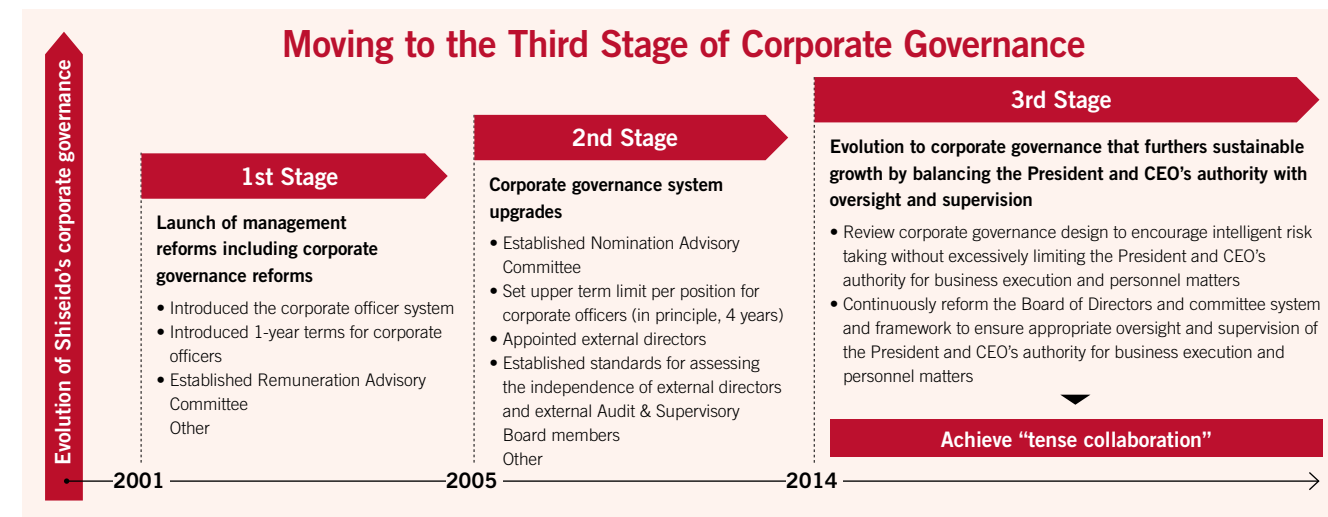 Moving to the Third Stage of Corporate Governance
Evolution of Shiseido's corporate governance
1st Stage
Launch of management
reforms including corporate
governance reforms
• Introduced the corporate officer system
• Introduced 1-year terms for corporate
officers
• Established Remuneration Advisory
Committee
Other
2nd Stage
Corporate governance system
upgrades
• Established Nomination Advisory
Committee
• Set upper term limit per position for
corporate officers (in principle, 4 years)
• Appointed external directors
• Established standards for assessing
the independence of external directors
and external Audit & Supervisory
Board members
Other
3rd Stage
Evolution to corporate governance that furthers sustainable
growth by balancing the President and CEO's authority with
oversight and supervision
• Review corporate governance design to encourage intelligent risk
taking without excessively limiting the President and CEO's
authority for business execution and personnel matters
• Continuously reform the Board of Directors and committee system
and framework to ensure appropriate oversight and supervision of
the President and CEO's authority for business execution and
personnel matters
Achieve "tense collaboration"
2001
2005
2014